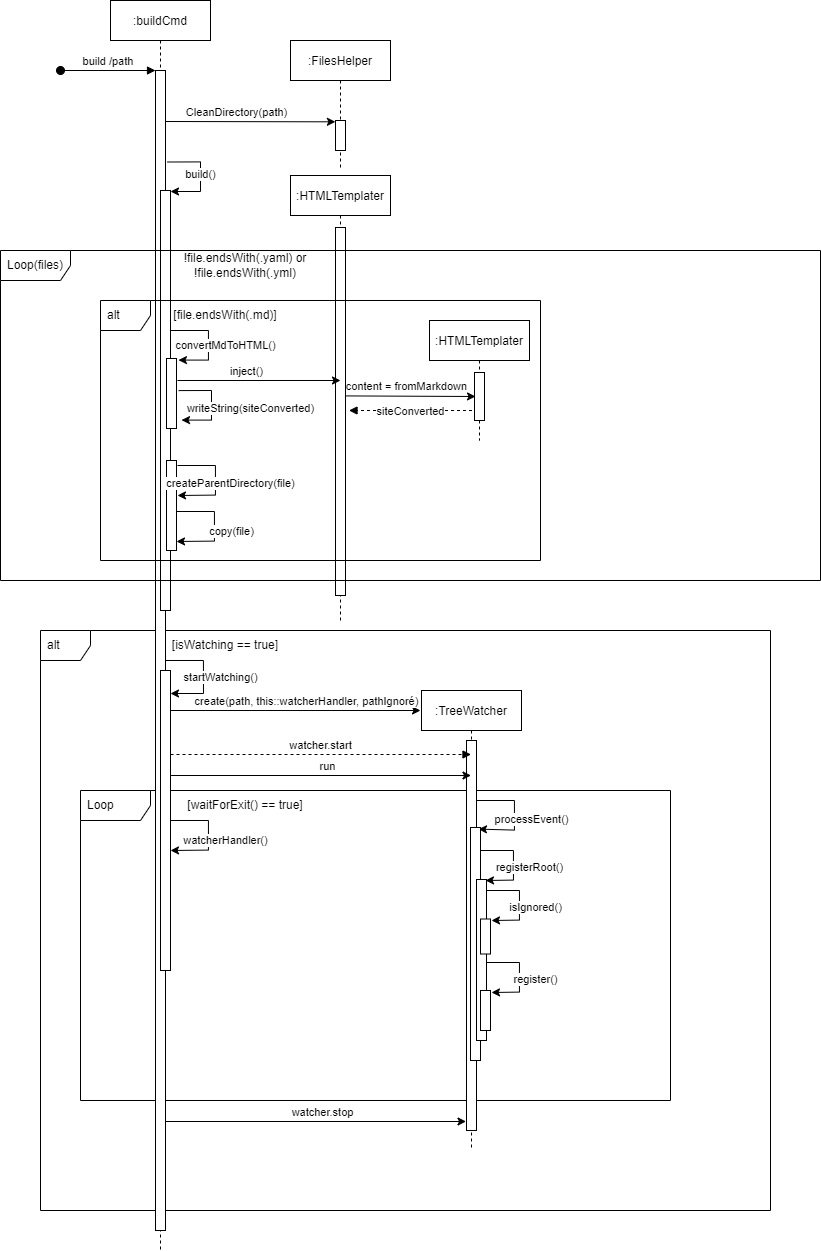 :buildCmd
build /path
:FilesHelper
CleanDirectory(path)
build()
:HTMLTemplater
Loop(files)
!file.endsWith(.yaml) or
!file.endsWith(.yml)
alt
[file.endsWith(.md)]
convertMdToHTML()
:HTMLTemplater
inject()
content = fromMarkdown
writeString(siteConverted)
siteConverted
createParentDirectory(file)
copy(file)
alt
[isWatching == true]
startWatching()
create(path, this::watcherHandler, pathIgnoré)
:TreeWatcher
watcher.start
run
Loop
[waitForExit() == true]
processEvent()
watcherHandler()
registerRoot()
isIgnored()
register()
watcher.stop